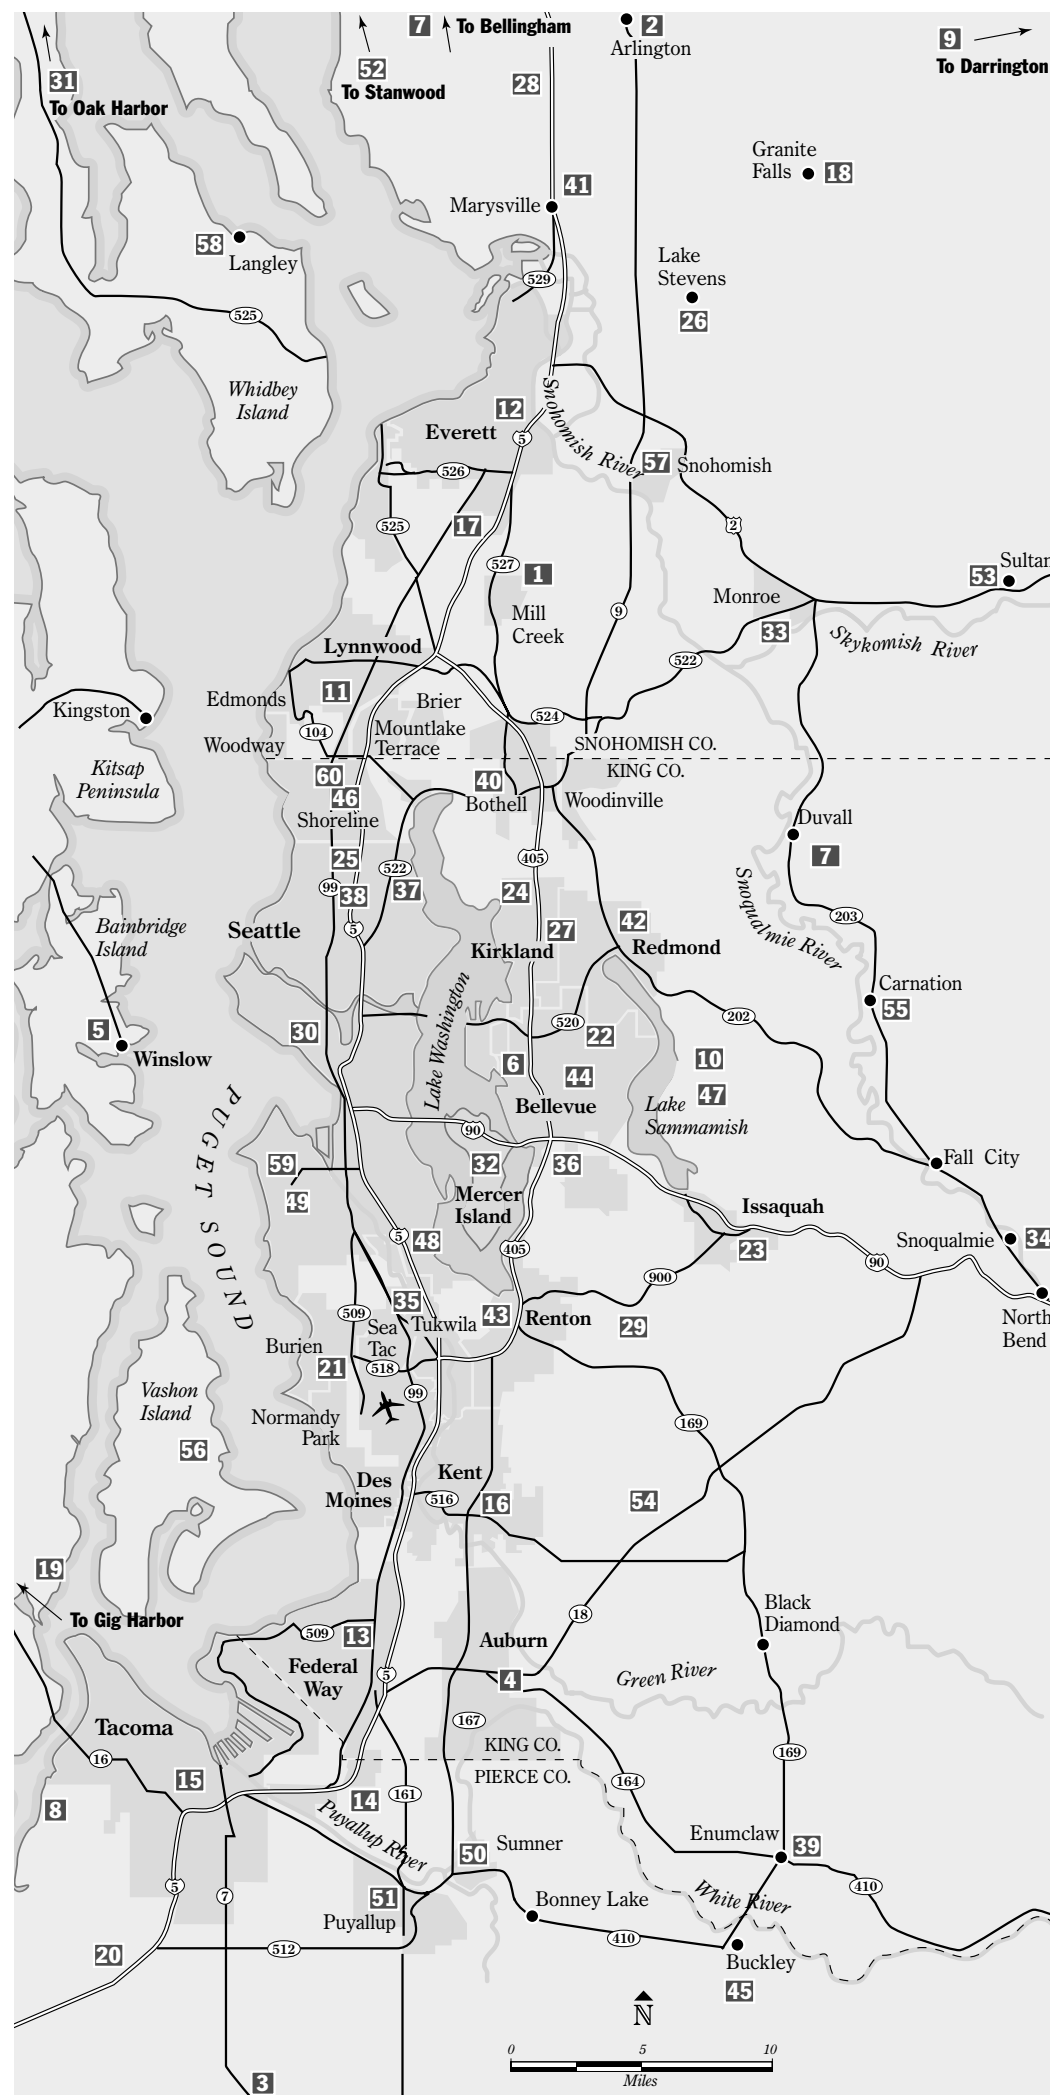 7
To Bellingham
2
Arlington
9
To Darrington
31
To Oak Harbor
52
To Stanwood
28
Granite
Falls
18
41
Marysville
58
Langley
Lake
Stevens
26
529
525
Whidbey
Island
12
Everett
5
Snohomish River
57
Snohomish
526
525
17
527
2
1
Mill
Creek
9
53
Sultan
Monroe
33
Skykomish River
Lynnwood
522
Edmonds
11
Brier
Kingston
104
Mountlake
Terrace
524
Woodway
SNOHOMISH CO.
KING CO.
Kitsap
Peninsula
60
46
40
Bothell
Woodinville
Shoreline
Duvall
7
25
522
405
99
38
37
24
Snoqualmie River
203
Seattle
5
42
27
Kirkland
Redmond
Bainbridge
Island
Carnation
55
Lake Washington
5
Winslow
30
520
22
202
6
44
10
47
Bellevue
Lake
Sammamish
PUGET SOUND
90
59
49
32
36
Fall City
Mercer
Island
Issaquah
5
48
405
23
Snoqualmie
34
90
900
35
43
Renton
29
North
Bend
509
Sea
Tac
Tukwila
Burien
21
518
99
Vashon
Island
56
Normandy
Park
169
Des
Moines
Kent
516
16
54
19
To Gig Harbor
Black
Diamond
18
509
13
Auburn
Federal
Way
5
4
Green River
Tacoma
167
KING CO.
PIERCE CO.
16
169
15
8
14
161
164
Puyallup River
Enumclaw
39
50
Sumner
5
7
51
Puyallup
Bonney Lake
White River
410
20
512
410
Buckley
45
N
0
5
10
Miles
3